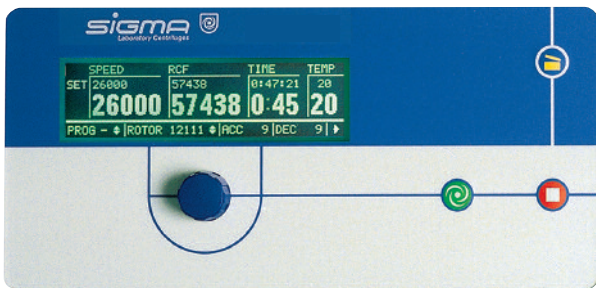 SIGMA
Laboratory Centrifuges
SPEED RCF TIME TEMP
SET 26000 57438 0:47:21 20
26000 57438 0:45 20
PROG - ROTOR 12111 ACC 9 DEC 9